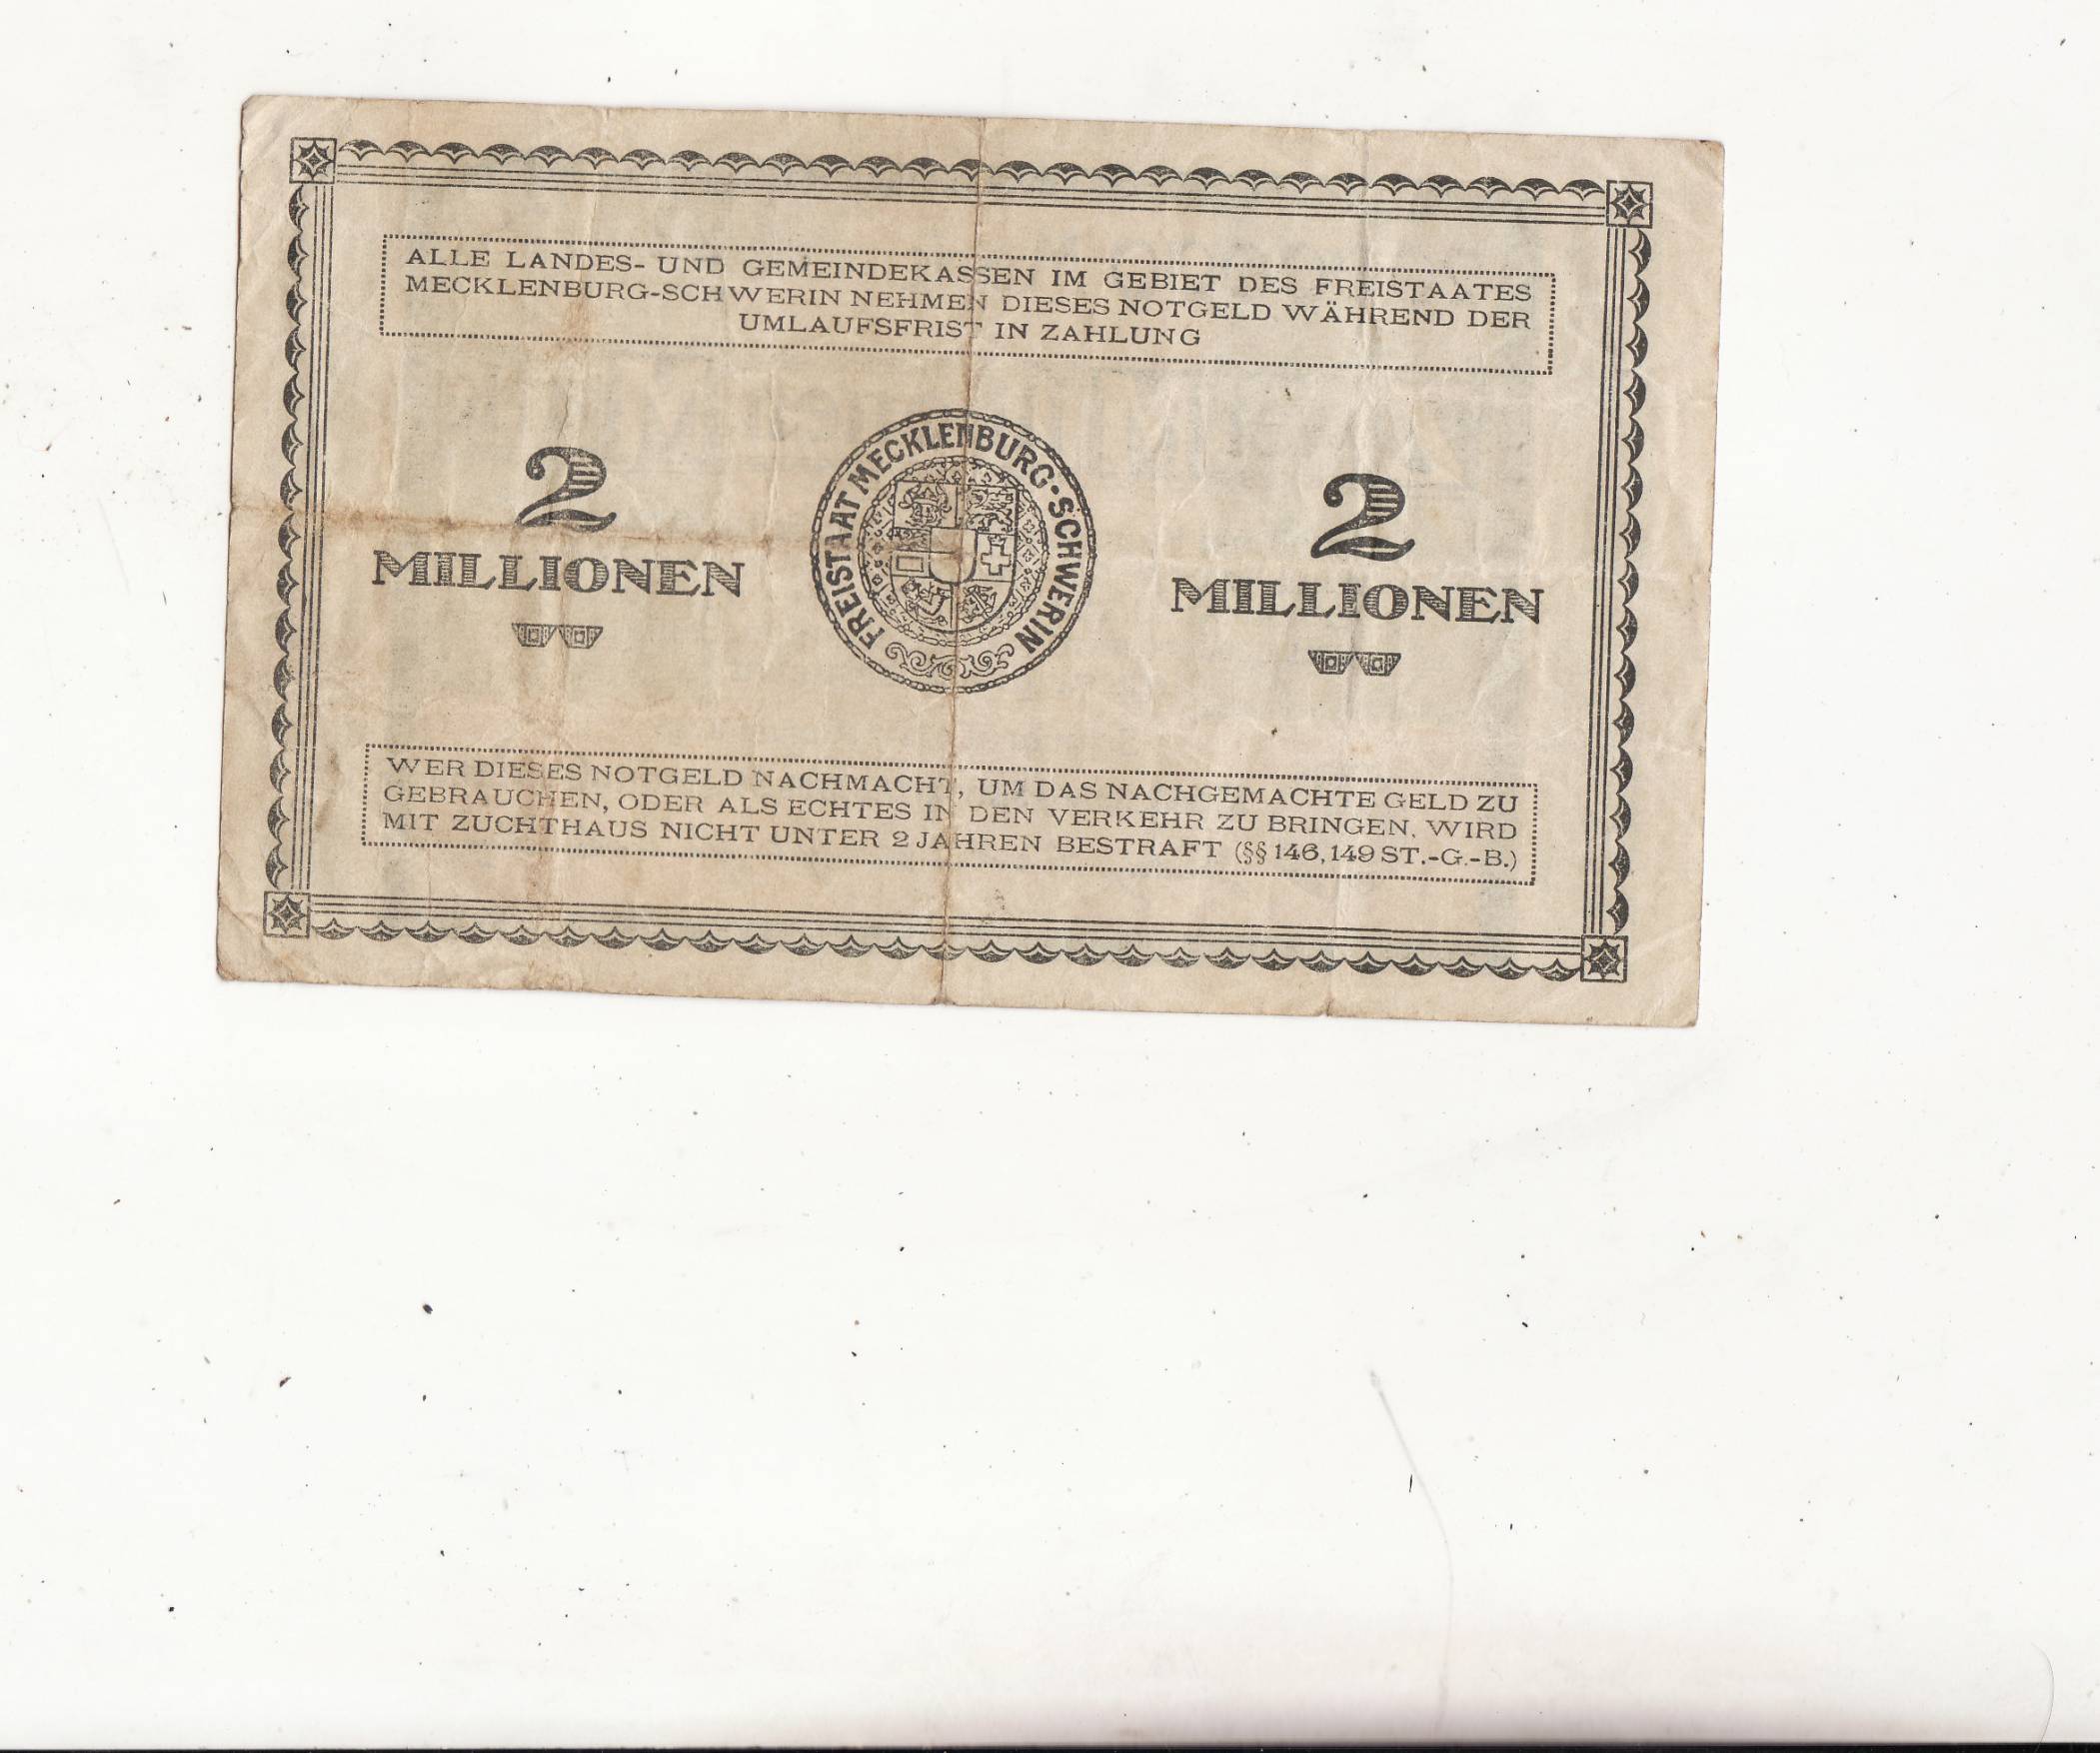 ALLE LANDES- UND GEMEINDEKASSEN IM GEBIET DES FREISTAATES
MECKLENBURG-SCHWERIN NEHMEN DIESES NOTGELD WÄHREND DER
UMLAUFSFRIST IN ZAHLUNG
2
MILLIONEN
FREISTAAT MECKLENBURG-SCHWERIN
2
MILLIONEN
WER DIESES NOTGELD NACHMACHT, UM DAS NACHGEMACHTE GELD ZU
GEBRAUCHEN, ODER ALS ECHTES IN DEN VERKEHR ZU BRINGEN, WIRD
MIT ZUCHTHAUS NICHT UNTER 2 JAHREN BESTRAFT (§§ 146, 149 ST.-G.-B.)